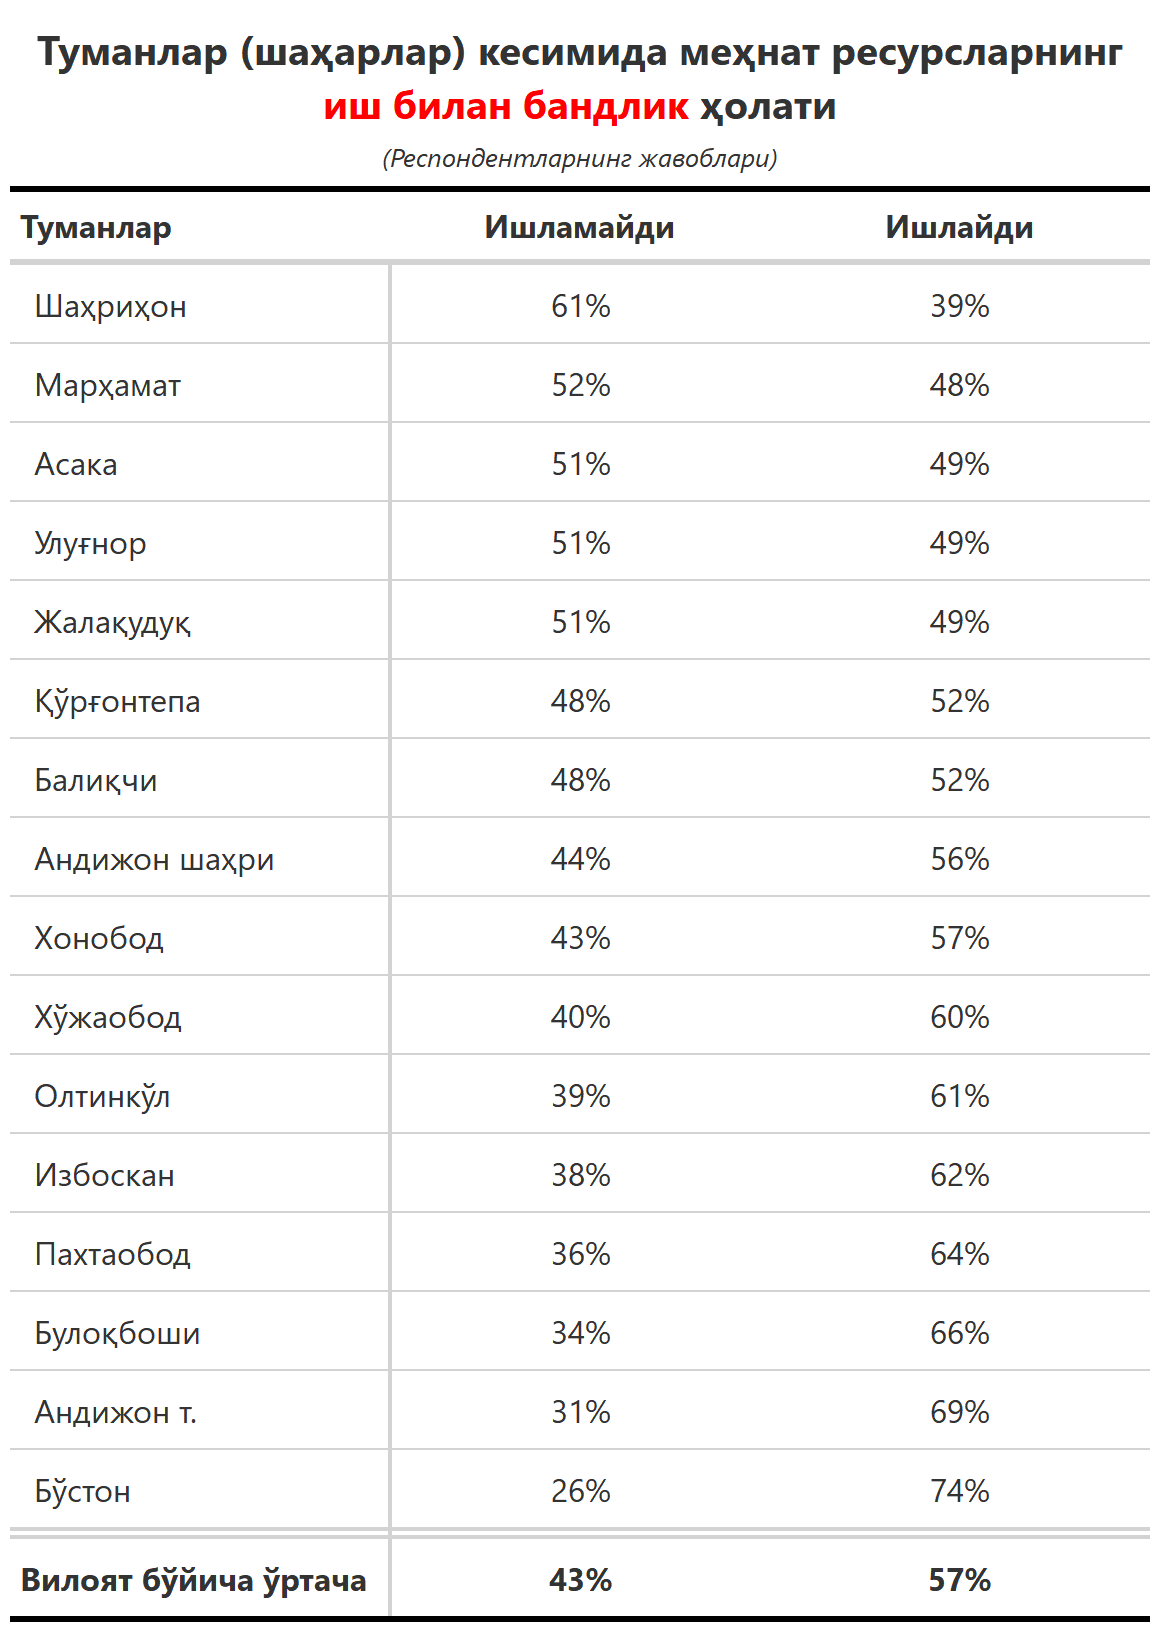 Туманлар (шаҳарлар) кесимида меҳнат ресурсларнинг
иш билан бандлик ҳолати
(Респондентларнинг жавоблари)
Туманлар Ишламайди Ишлайди
Шаҳриҳон 61% 39%
Марҳамат 52% 48%
Асака 51% 49%
Улуғнор 51% 49%
Жалақудуқ 51% 49%
Қўрғонтепа 48% 52%
Балиқчи 48% 52%
Андижон шаҳри 44% 56%
Хонобод 43% 57%
Хўжаобод 40% 60%
Олтинкўл 39% 61%
Избоскан 38% 62%
Пахтаобод 36% 64%
Булоқбоши 34% 66%
Андижон т. 31% 69%
Бўстон 26% 74%
Вилоят бўйича ўртача 43% 57%